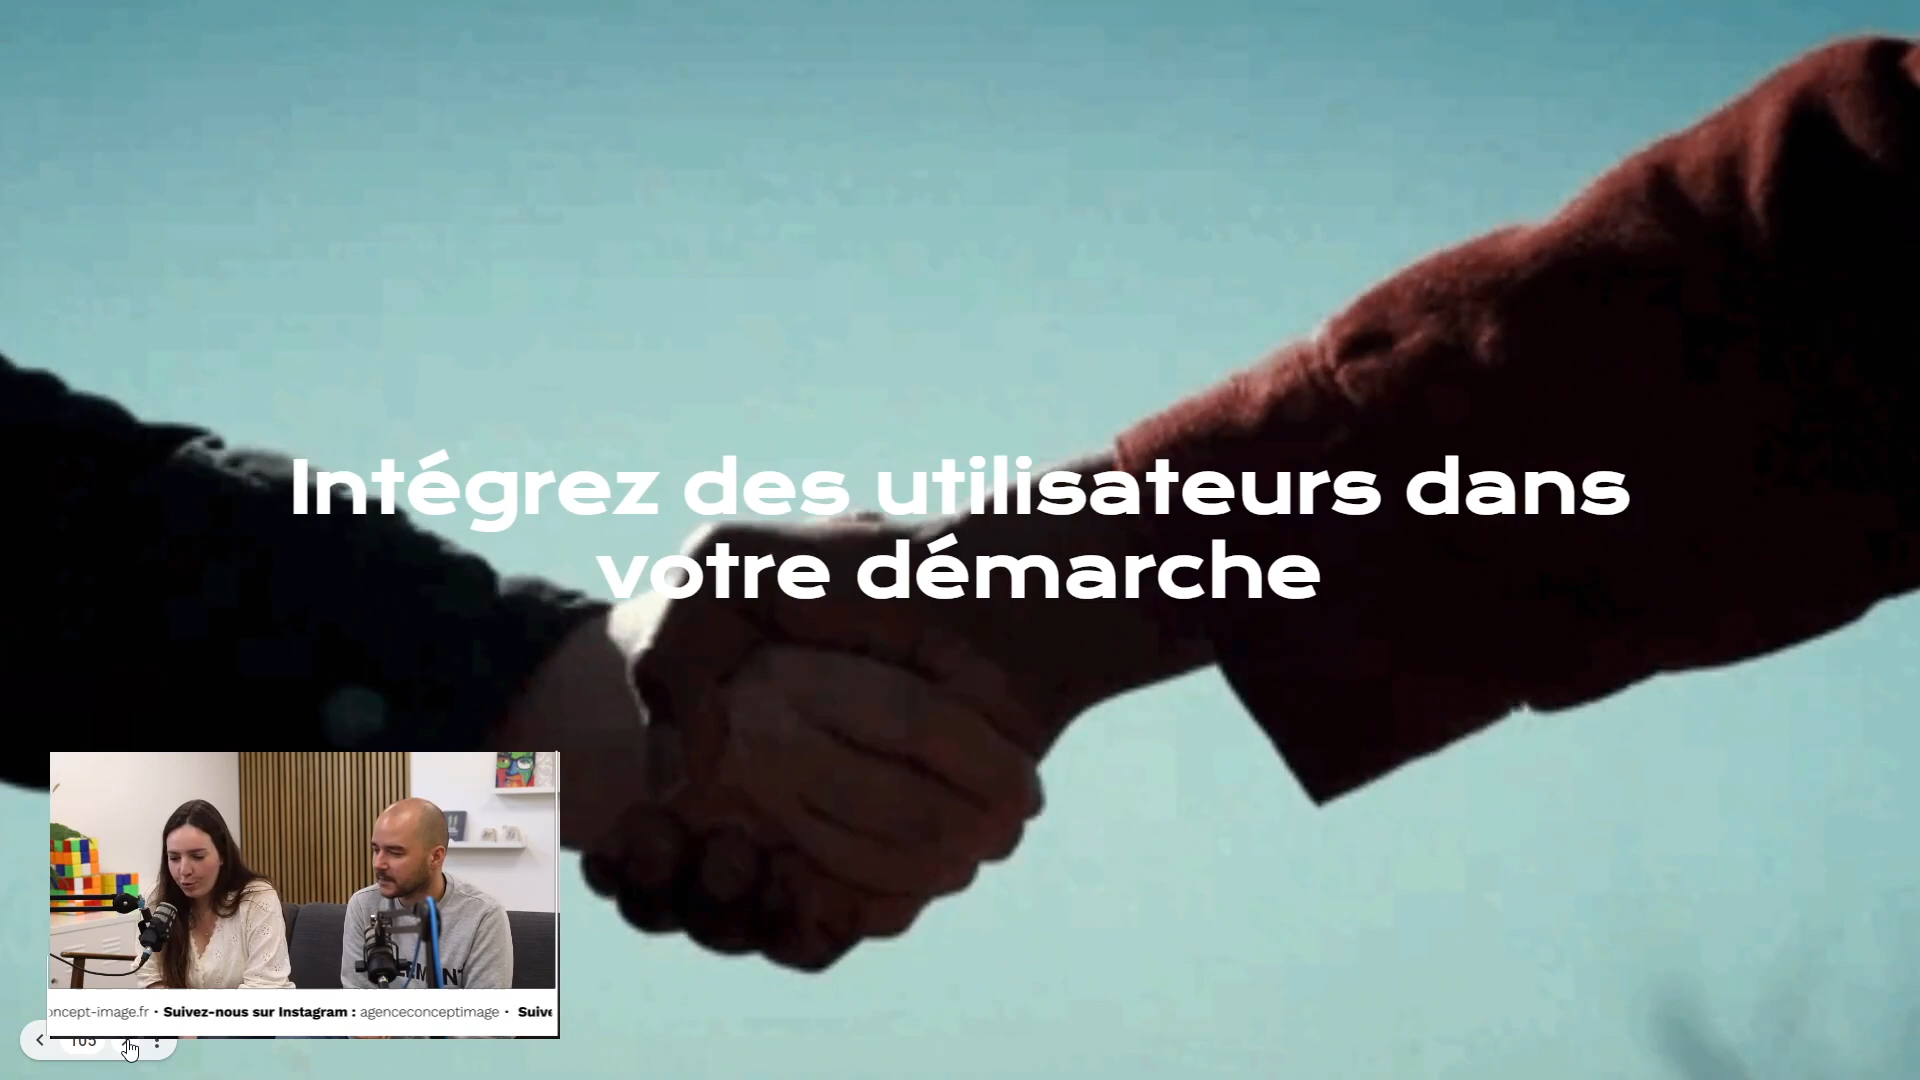 Intégrez des utilisateurs dans
votre démarche
oncept-image.fr · Suivez-nous sur Instagram : agenceconceptimage · Suive
105